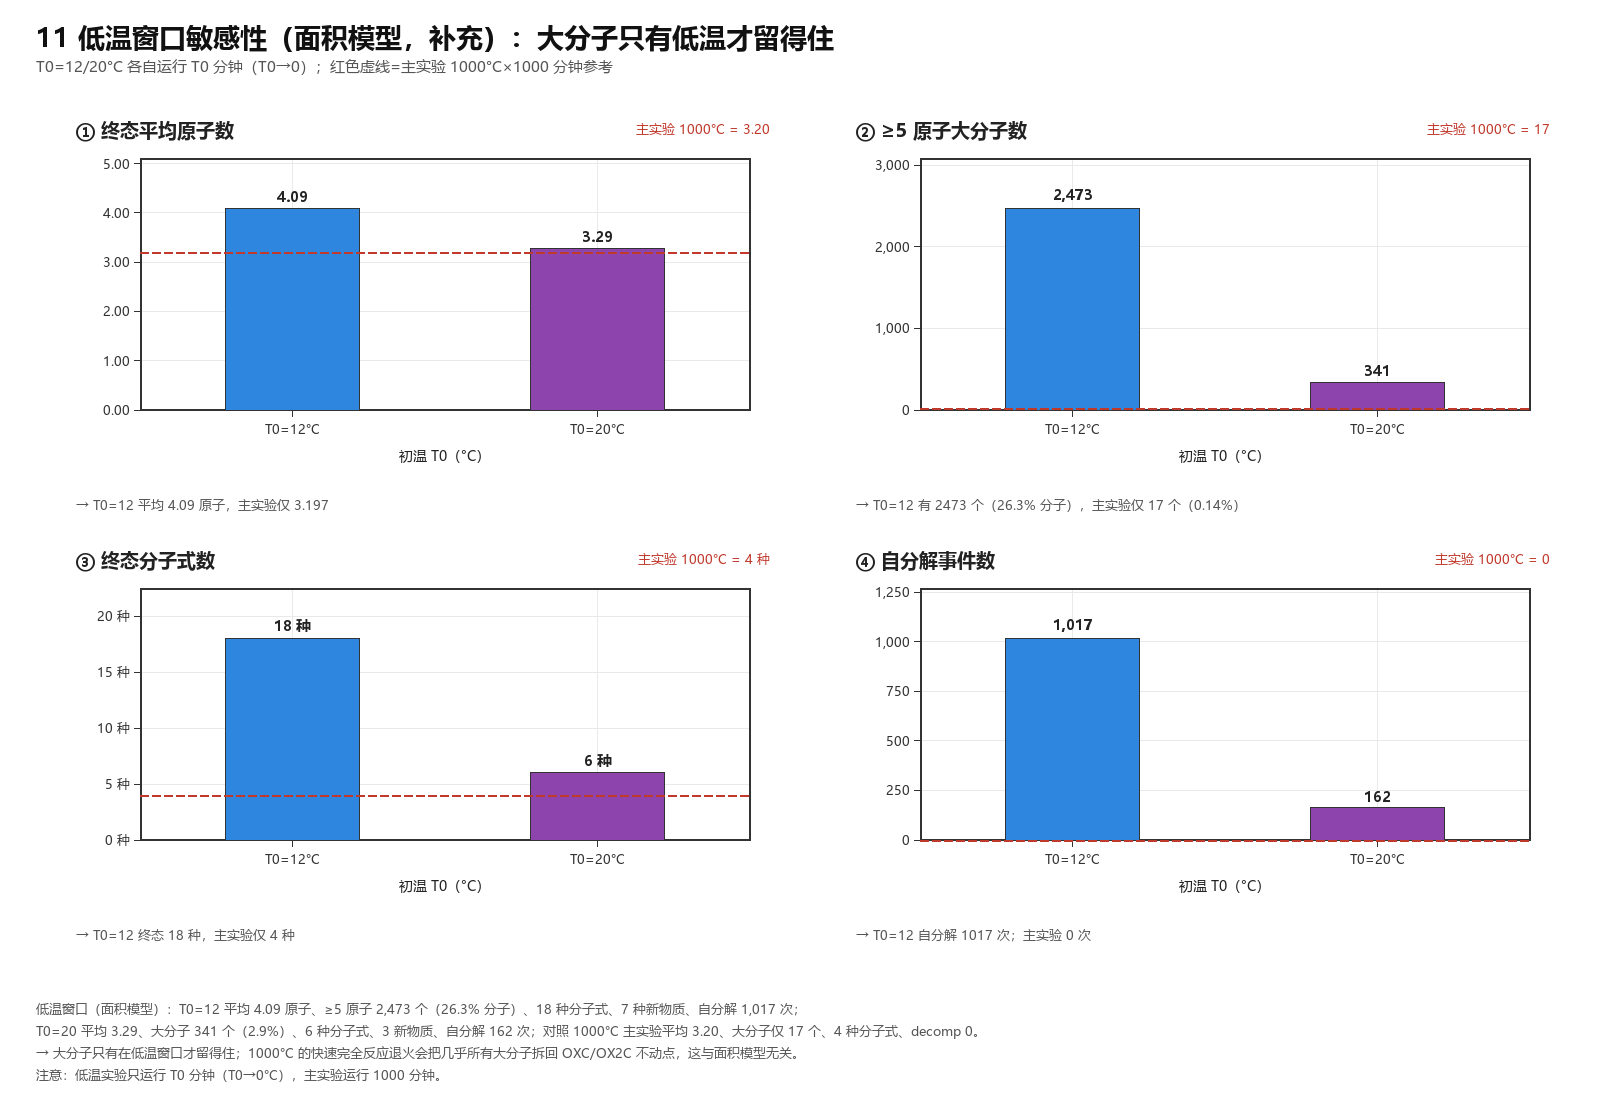 11 低温窗口敏感性（面积模型，补充）：大分子只有低温才留得住
T0=12/20°C 各自运行 T0 分钟（T0→0）；红色虚线=主实验 1000°C×1000 分钟参考
① 终态平均原子数
主实验 1000°C = 3.20
5.00
4.00
3.00
2.00
1.00
0.00
4.09
3.29
T0=12°C
T0=20°C
初温 T0（°C）
→ T0=12 平均 4.09 原子，主实验仅 3.197
② ≥5 原子大分子数
主实验 1000°C = 17
3,000
2,000
1,000
0
2,473
341
T0=12°C
T0=20°C
初温 T0（°C）
→ T0=12 有 2473 个（26.3% 分子），主实验仅 17 个（0.14%）
③ 终态分子式数
主实验 1000°C = 4 种
20 种
15 种
10 种
5 种
0 种
18 种
6 种
T0=12°C
T0=20°C
初温 T0（°C）
→ T0=12 终态 18 种，主实验仅 4 种
④ 自分解事件数
主实验 1000°C = 0
1,250
1,000
750
500
250
0
1,017
162
T0=12°C
T0=20°C
初温 T0（°C）
→ T0=12 自分解 1017 次；主实验 0 次
低温窗口（面积模型）：T0=12 平均 4.09 原子、≥5 原子 2,473 个（26.3% 分子）、18 种分子式、7 种新物质、自分解 1,017 次；
T0=20 平均 3.29、大分子 341 个（2.9%）、6 种分子式、3 新物质、自分解 162 次；对照 1000°C 主实验平均 3.20、大分子仅 17 个、4 种分子式、decomp 0。
→ 大分子只有在低温窗口才留得住；1000°C 的快速完全反应退火会把几乎所有大分子拆回 OXC/OX2C 不动点，这与面积模型无关。
注意：低温实验只运行 T0 分钟（T0→0°C），主实验运行 1000 分钟。